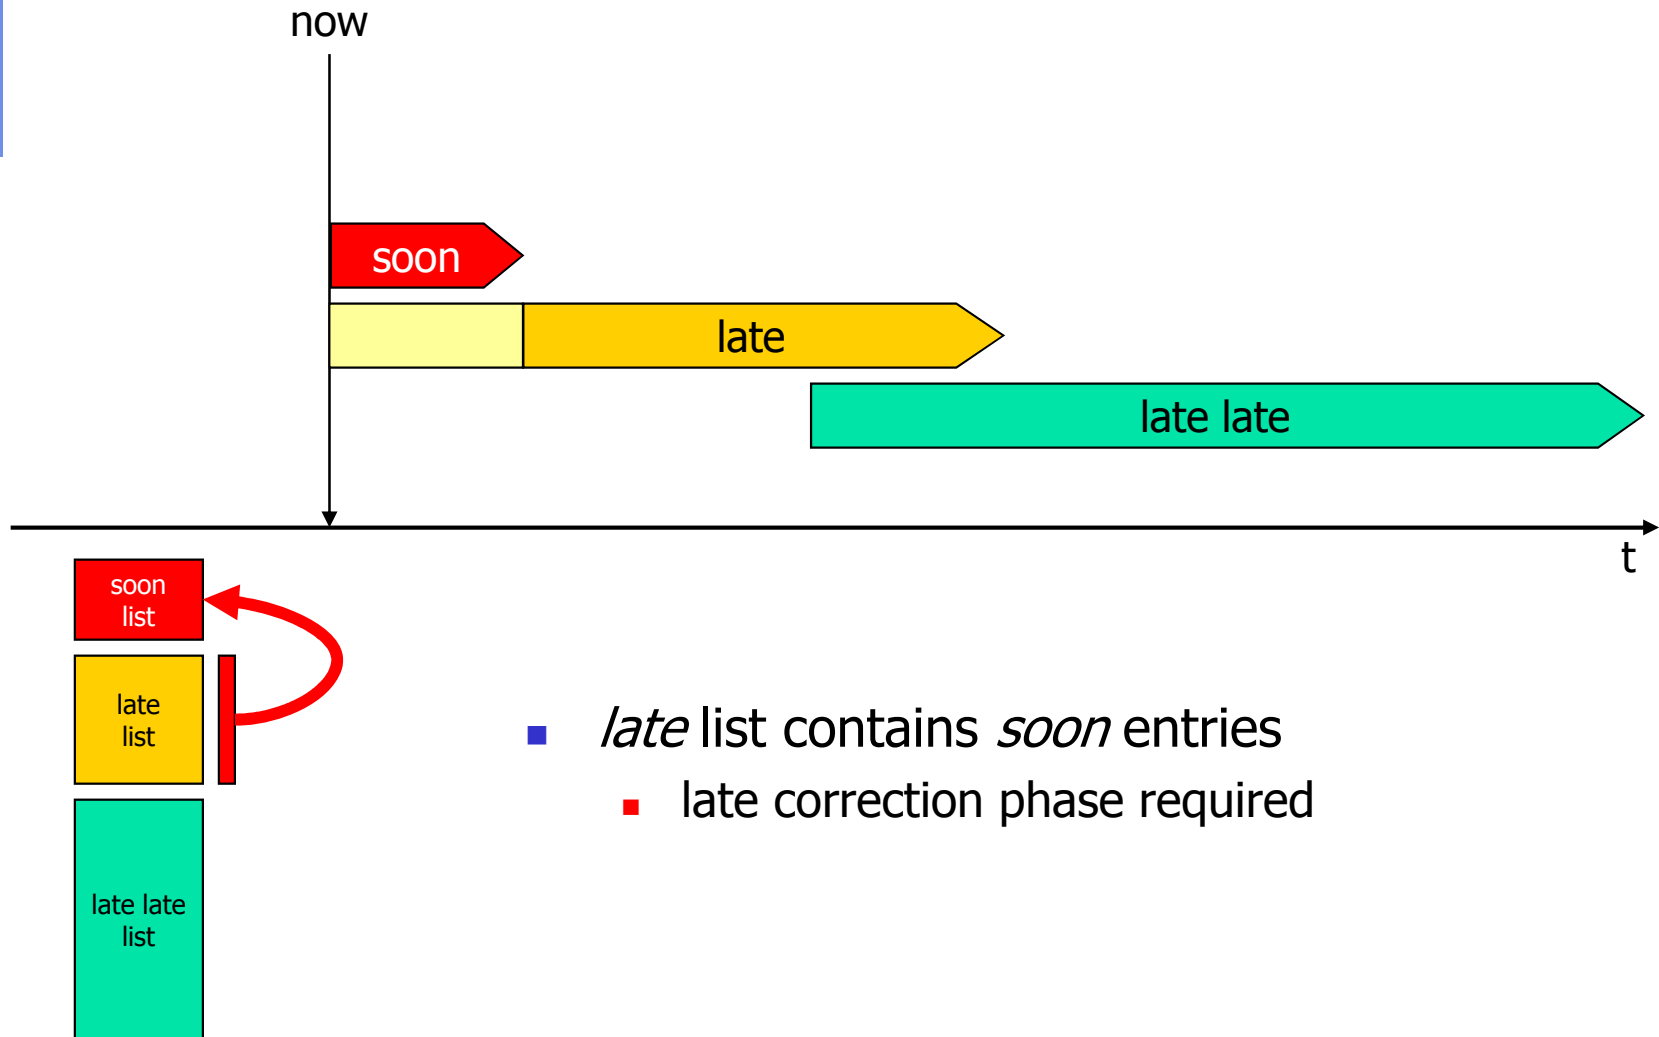 now
soon
late
late late
t
soon
list
late
list
late late
list
late list contains soon entries
late correction phase required